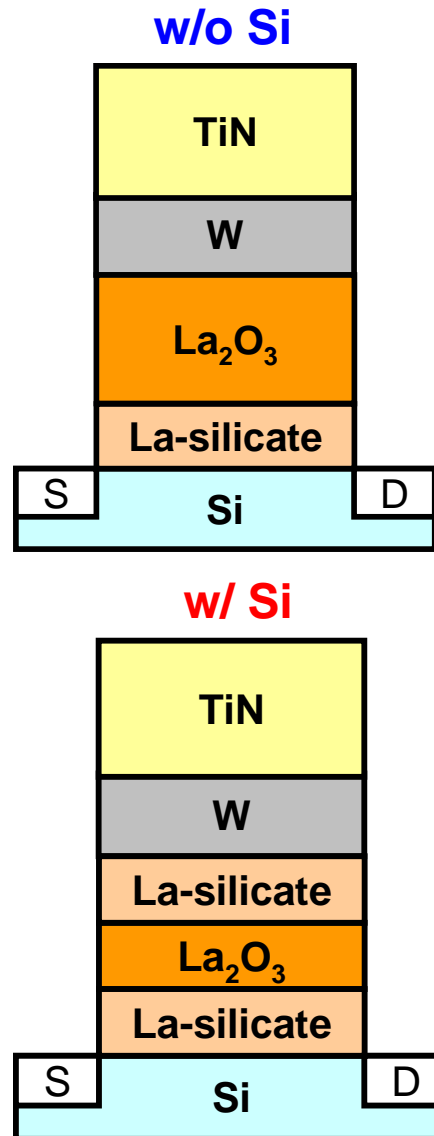 w/o Si
TiN
W
La₂O₃
La-silicate
S
D
Si
w/ Si
TiN
W
La-silicate
La₂O₃
La-silicate
S
D
Si